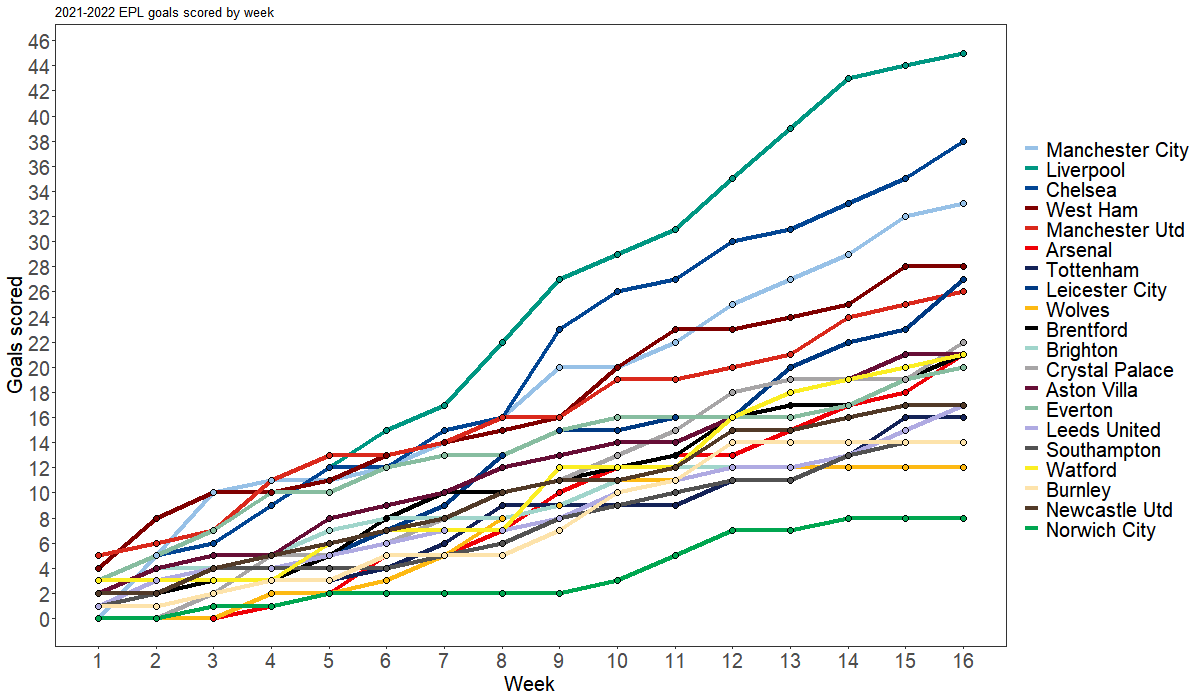 2021-2022 EPL goals scored by week
46
44
42
40
38
36
34
32
30
28
26
24
22
20
18
16
14
12
10
8
6
4
2
0
Goals scored
1 2 3 4 5 6 7 8 9 10 11 12 13 14 15 16
Week
Manchester City
Liverpool
Chelsea
West Ham
Manchester Utd
Arsenal
Tottenham
Leicester City
Wolves
Brentford
Brighton
Crystal Palace
Aston Villa
Everton
Leeds United
Southampton
Watford
Burnley
Newcastle Utd
Norwich City